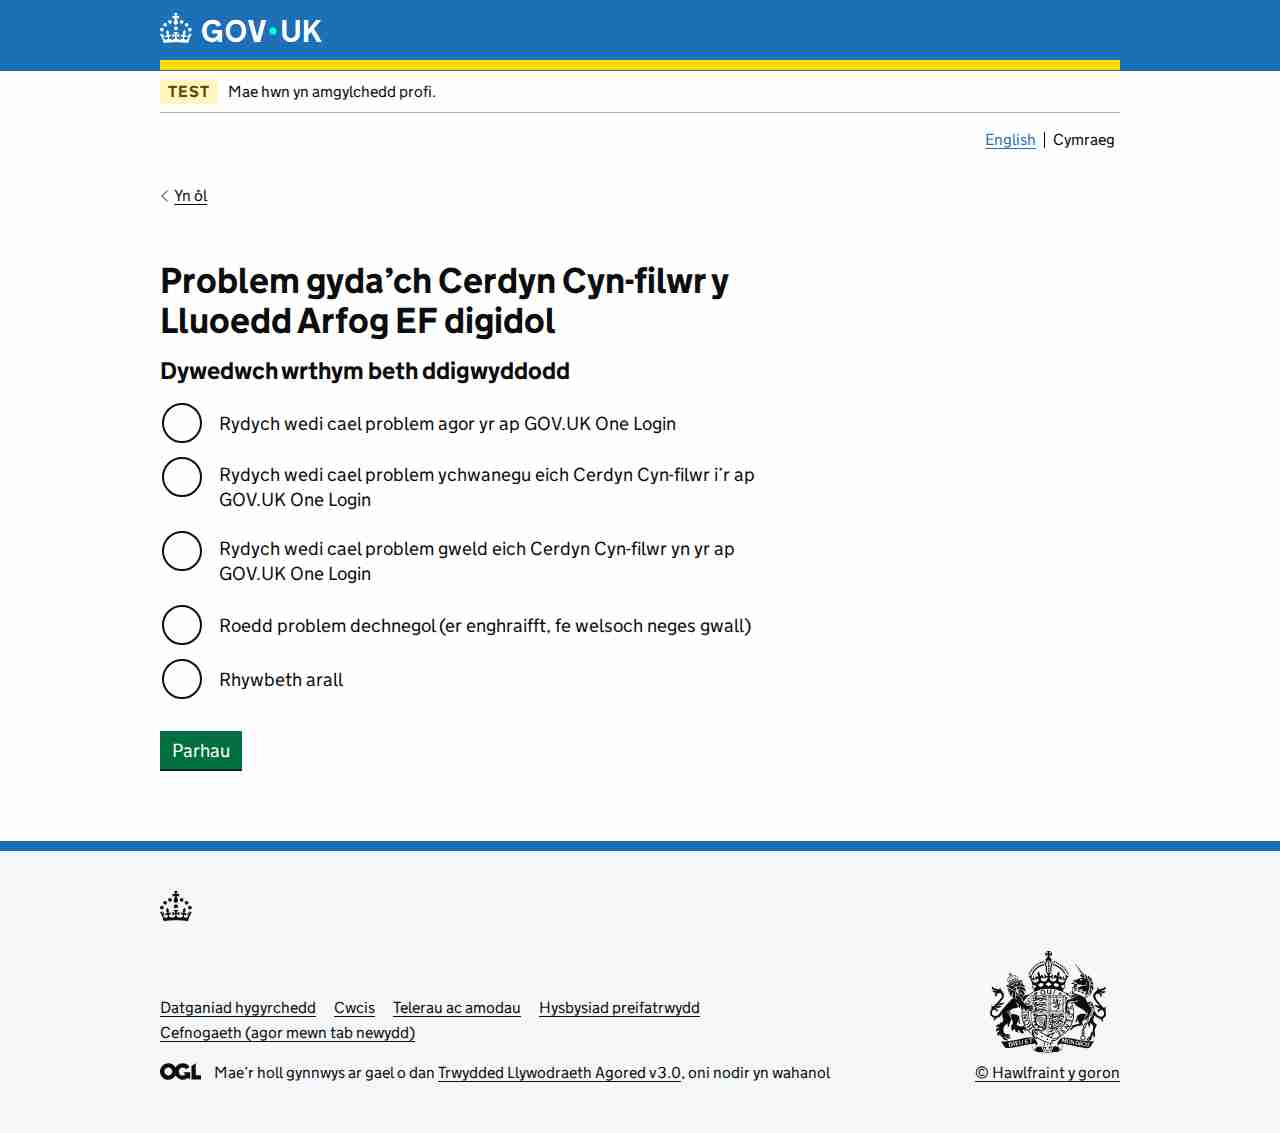 GOV·UK
TEST Mae hwn yn amgylchedd profi.
English | Cymraeg
Yn ôl
Problem gyda’ch Cerdyn Cyn-filwr y
Lluoedd Arfog EF digidol
Dywedwch wrthym beth ddigwyddodd
Rydych wedi cael problem agor yr ap GOV.UK One Login
Rydych wedi cael problem ychwanegu eich Cerdyn Cyn-filwr i’r ap
GOV.UK One Login
Rydych wedi cael problem gweld eich Cerdyn Cyn-filwr yn yr ap
GOV.UK One Login
Roedd problem dechnegol (er enghraifft, fe welsoch neges gwall)
Rhywbeth arall
Parhau
Datganiad hygyrchedd Cwcis Telerau ac amodau Hysbysiad preifatrwydd
Cefnogaeth (agor mewn tab newydd)
OGL Mae’r holl gynnwys ar gael o dan Trwydded Llywodraeth Agored v3.0, oni nodir yn wahanol
© Hawlfraint y goron